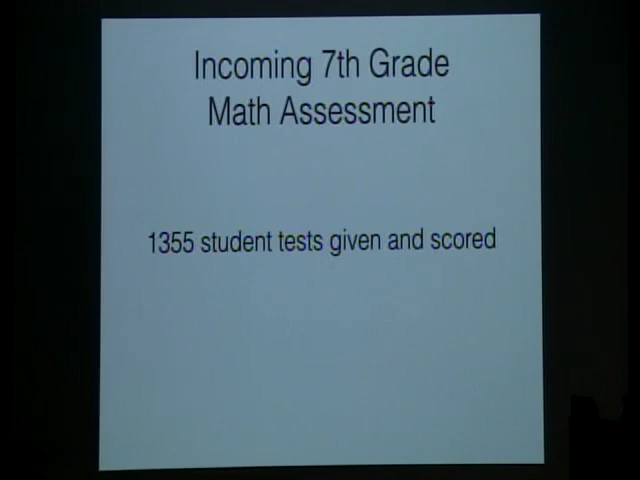 Incoming 7th Grade
Math Assessment
1355 student tests given and scored